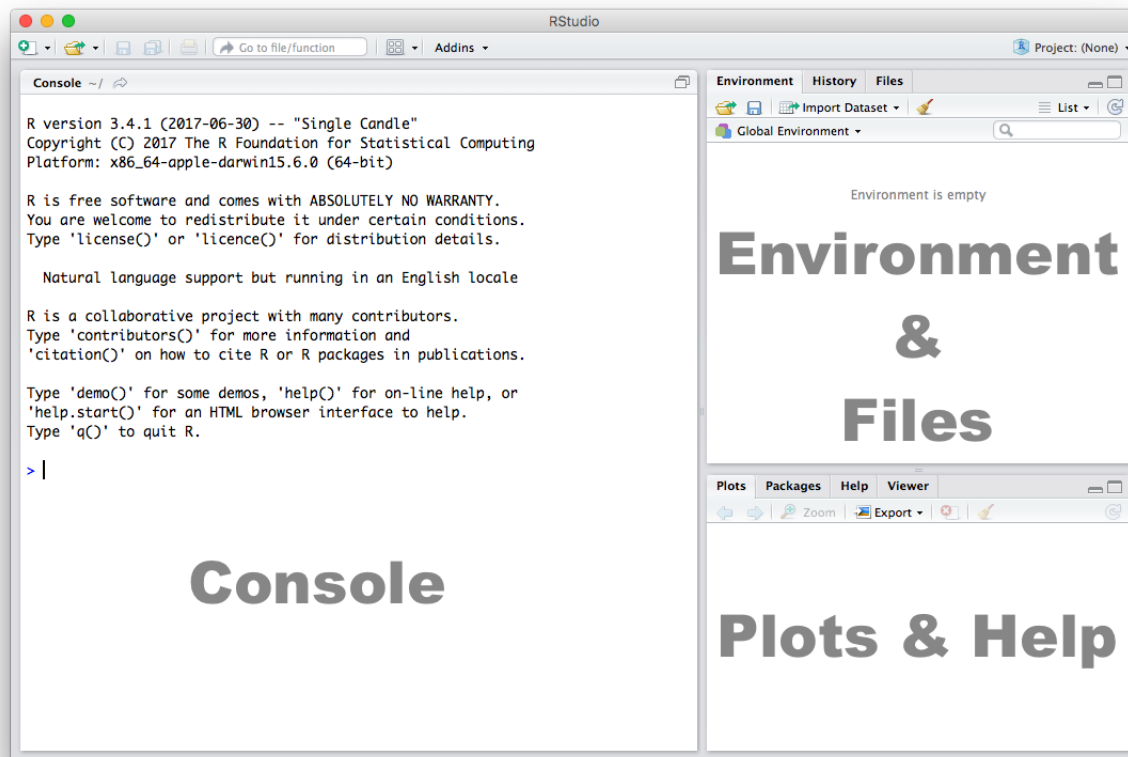 RStudio
Go to file/function
Addins
Project: (None)
Console ~/
R version 3.4.1 (2017-06-30) -- "Single Candle"
Copyright (C) 2017 The R Foundation for Statistical Computing
Platform: x86_64-apple-darwin15.6.0 (64-bit)
R is free software and comes with ABSOLUTELY NO WARRANTY.
You are welcome to redistribute it under certain conditions.
Type 'license()' or 'licence()' for distribution details.
Natural language support but running in an English locale
R is a collaborative project with many contributors.
Type 'contributors()' for more information and
'citation()' on how to cite R or R packages in publications.
Type 'demo()' for some demos, 'help()' for on-line help, or
'help.start()' for an HTML browser interface to help.
Type 'q()' to quit R.
>
Console
Environment History Files
Import Dataset List
Global Environment
Environment is empty
Environment
&
Files
Plots Packages Help Viewer
Zoom Export
Plots & Help